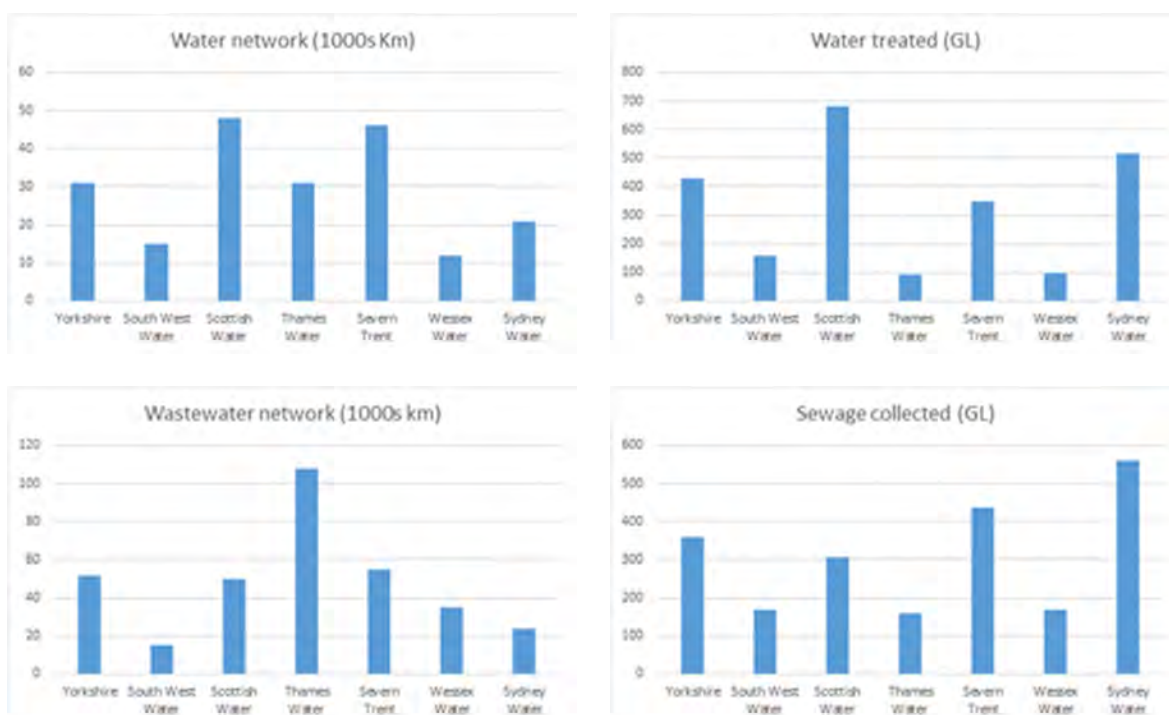 Water network (1000s Km)
60
50
40
30
20
10
0
Yorkshire South West Scottish Thames Severn Wessex Sydney
Water Water Water Trent Water Water
Water treated (GL)
800
700
600
500
400
300
200
100
0
Yorkshire South West Scottish Thames Severn Wessex Sydney
Water Water Water Trent Water Water
Wastewater network (1000s km)
120
100
80
60
40
20
0
Yorkshire South West Scottish Thames Severn Wessex Sydney
Water Water Water Trent Water Water
Sewage collected (GL)
600
500
400
300
200
100
0
Yorkshire South West Scottish Thames Severn Wessex Sydney
Water Water Water Trent Water Water